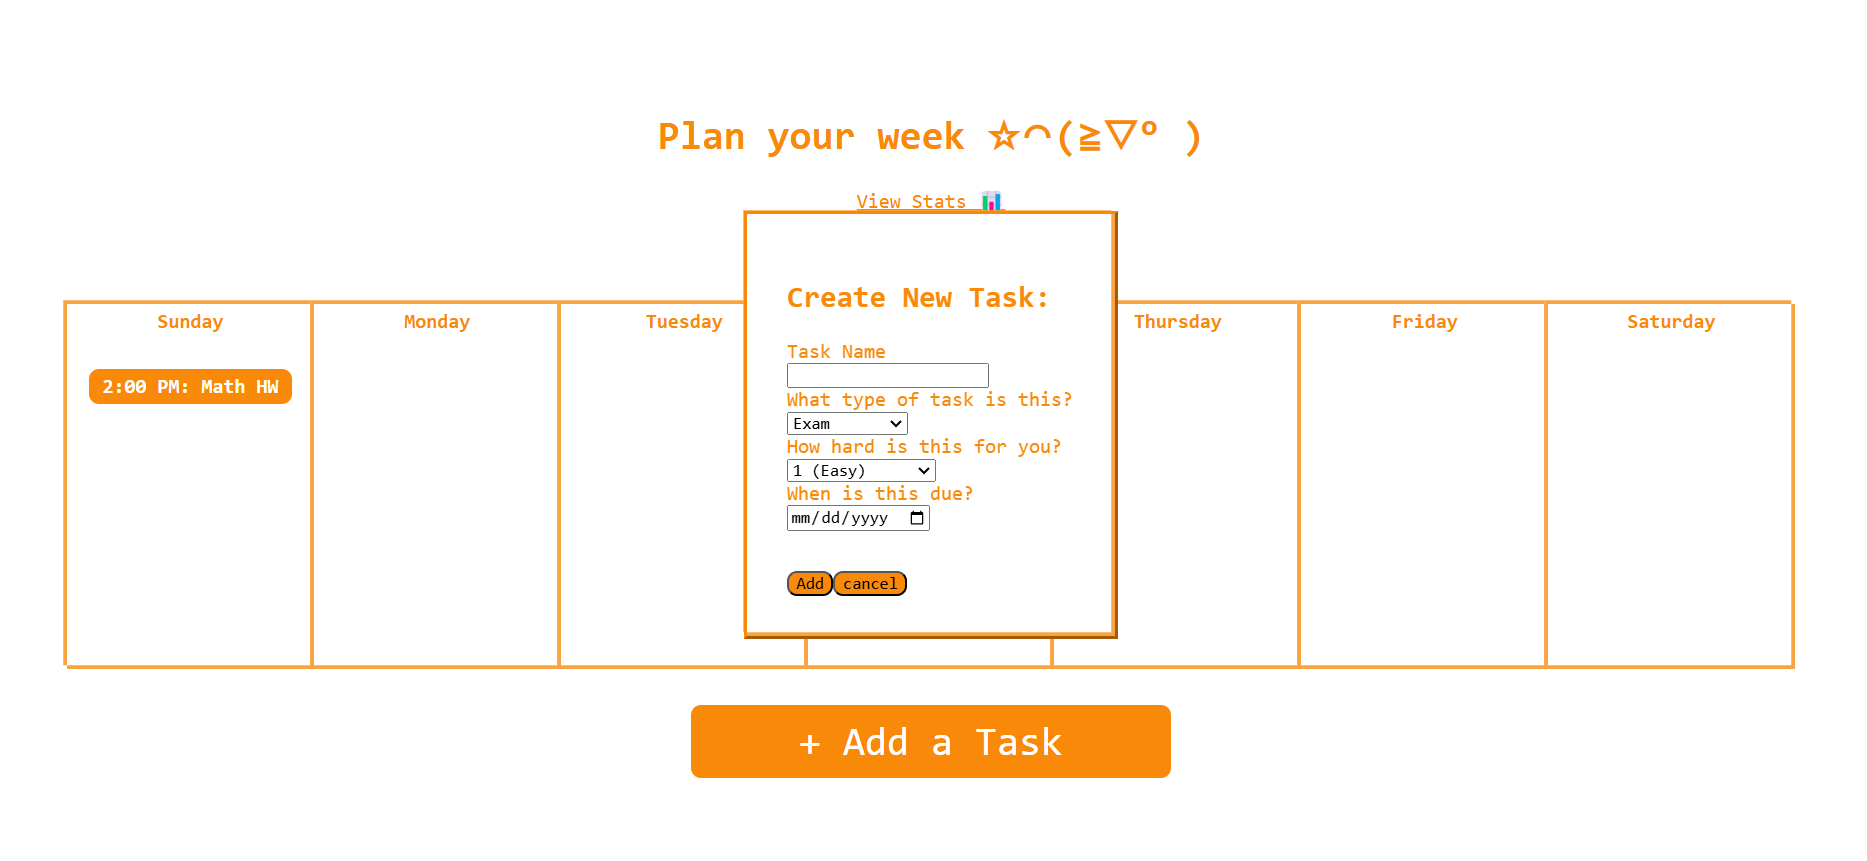 Plan your week ☆⌒(≧▽° )
View Stats 📊
Sunday
Monday
Tuesday
Thursday
Friday
Saturday
2:00 PM: Math HW
Create New Task:
Task Name
What type of task is this?
Exam
How hard is this for you?
1 (Easy)
When is this due?
mm/dd/yyyy
Add
cancel
+ Add a Task